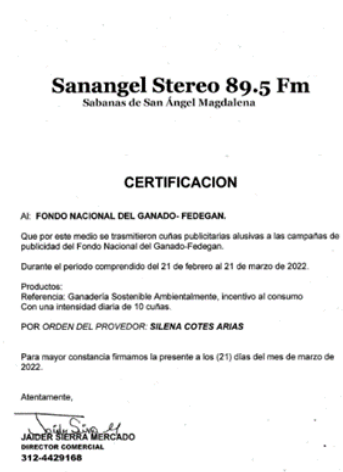 Sanangel Stereo 89.5 Fm
Sabanas de San Ángel Magdalena
CERTIFICACION
Al: FONDO NACIONAL DEL GANADO- FEDEGAN.
Que por este medio se trasmitieron cuñas publicitarias alusivas a las campañas de
publicidad del Fondo Nacional del Ganado-Fedegan.
Durante el periodo comprendido del 21 de febrero al 21 de marzo de 2022.
Productos:
Referencia: Ganadería Sostenible Ambientalmente, incentivo al consumo
Con una intensidad diaria de 10 cuñas.
POR ORDEN DEL PROVEDOR: SILENA COTES ARIAS
Para mayor constancia firmamos la presente a los (21) días del mes de marzo de
2022.
Atentamente,
JAIDER SIERRA MERCADO
DIRECTOR COMERCIAL
312-4429168